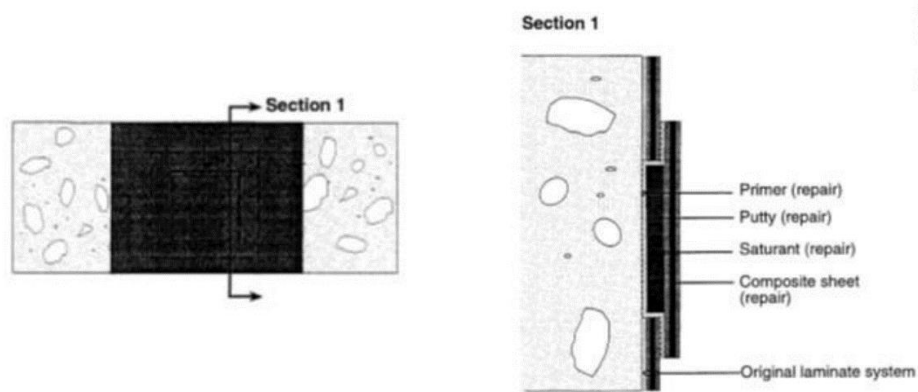 Section 1
Section 1
Primer (repair)
Putty (repair)
Saturant (repair)
Composite sheet
(repair)
Original laminate system